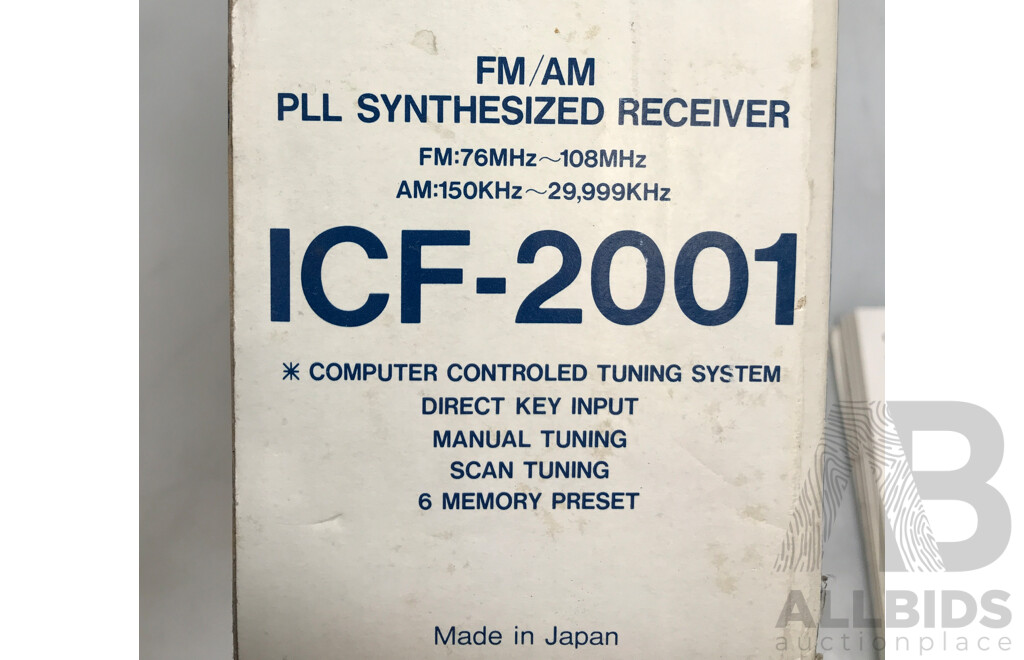 FM/AM
PLL SYNTHESIZED RECEIVER
FM:76MHz~108MHz
AM:150KHz~29,999KHz
ICF-2001
✳ COMPUTER CONTROLED TUNING SYSTEM
DIRECT KEY INPUT
MANUAL TUNING
SCAN TUNING
6 MEMORY PRESET
Made in Japan
AB
ALLBIDS
auctionplace